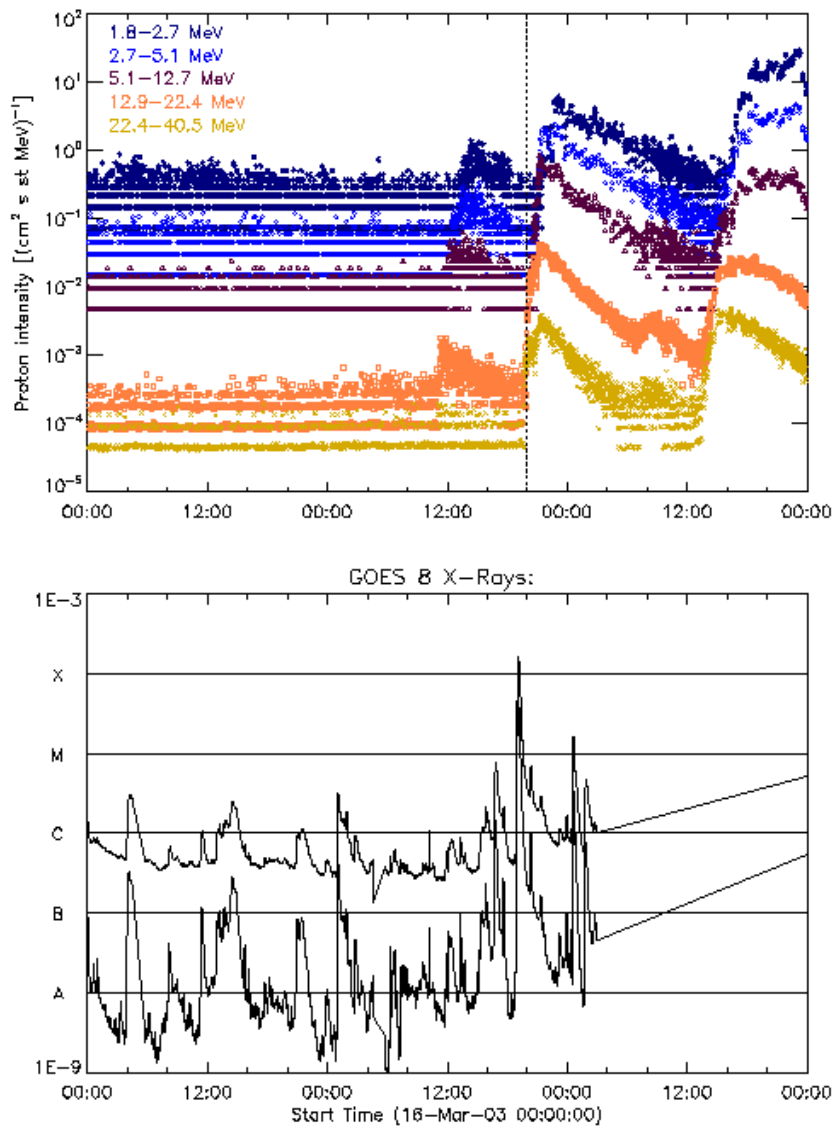 10^2
1.8–2.7 MeV
2.7–5.1 MeV
10^1
5.1–12.7 MeV
12.9–22.4 MeV
22.4–40.5 MeV
10^0
10^-1
10^-2
10^-3
10^-4
10^-5
Proton intensity [(cm^2 s st MeV)^-1]
00:00 12:00 00:00 12:00 00:00 12:00 00:00
GOES 8 X-Rays:
1E-3
X
M
C
B
A
1E-9
00:00 12:00 00:00 12:00 00:00 12:00 00:00
Start Time (16-Mar-03 00:00:00)